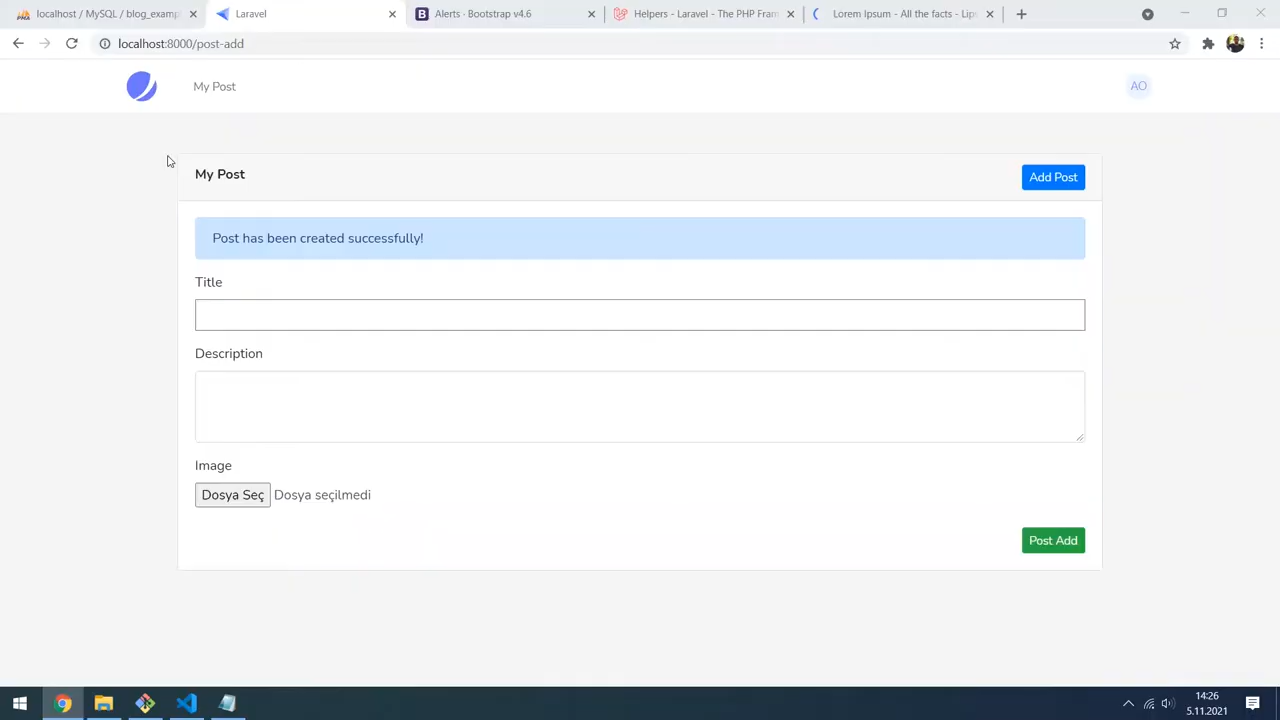 localhost / MySQL / blog_examp
Laravel
Alerts · Bootstrap v4.6
Helpers - Laravel - The PHP Fram
Lorem Ipsum - All the facts - Lips
localhost:8000/post-add
My Post
AO
My Post
Add Post
Post has been created successfully!
Title
Description
Image
Dosya Seç Dosya seçilmedi
Post Add
14:26
5.11.2021